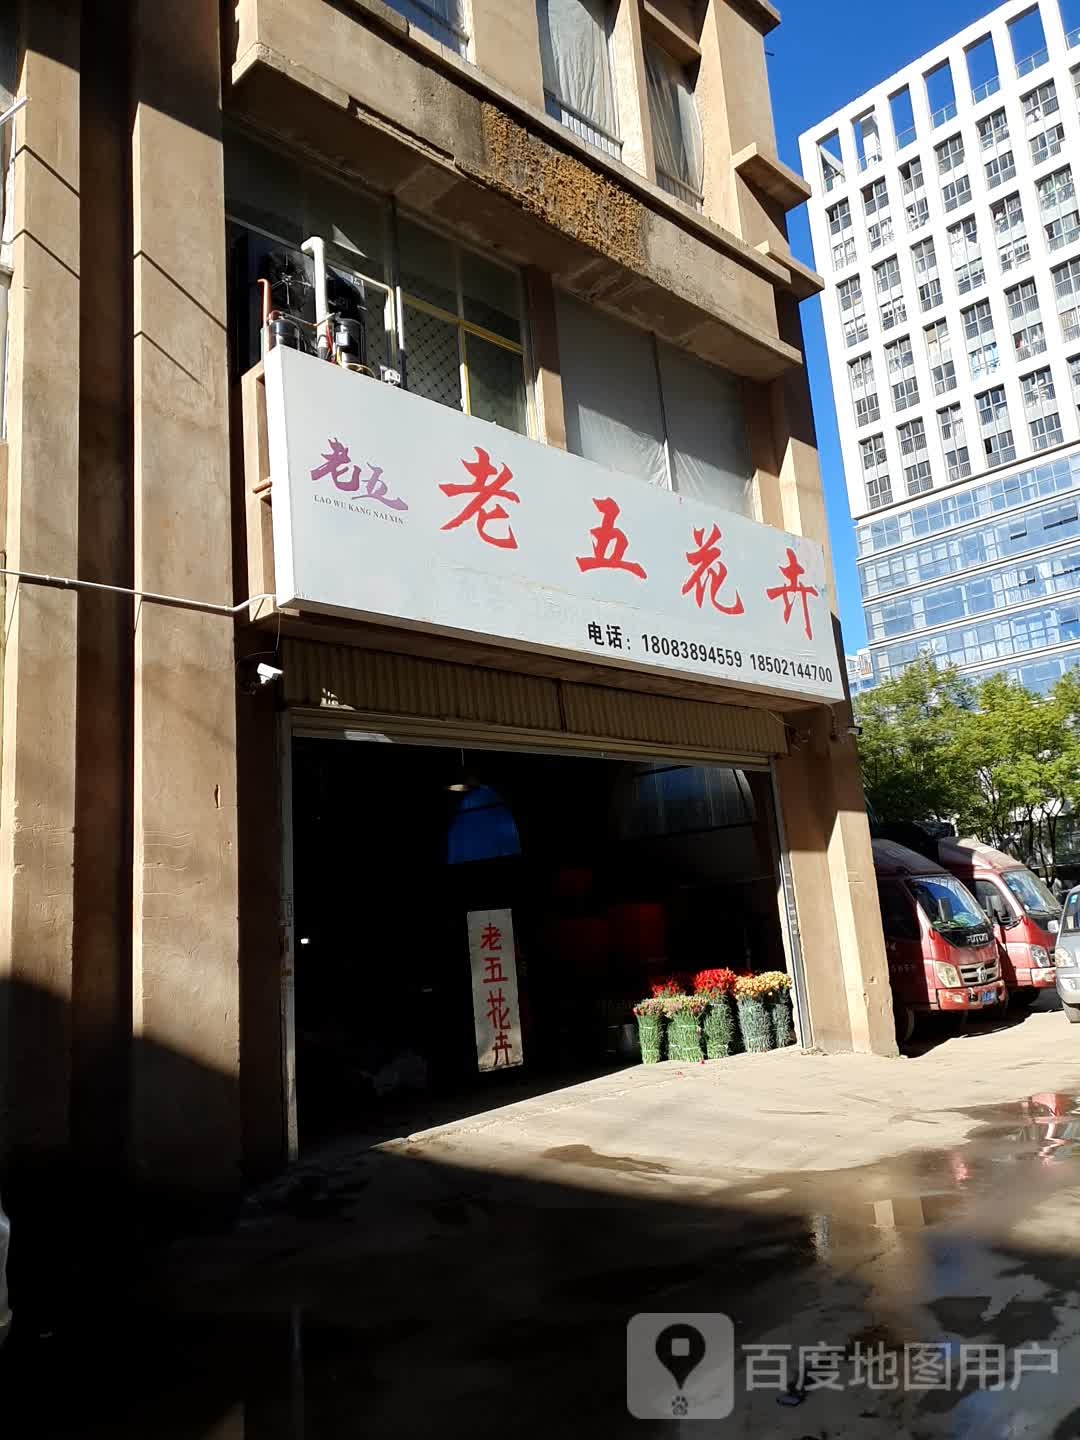 老五
LAO WU KANG NAI XIN
老五花卉
电话：18083894559 18502144700
老五花卉
FOTON
百度地图用户